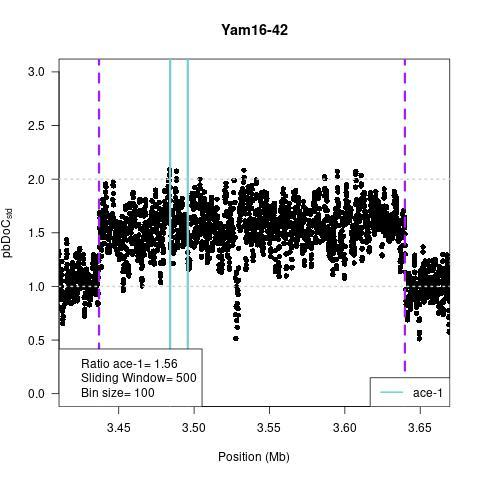 Yam16-42
3.0
2.5
2.0
1.5
1.0
0.5
0.0
pbDoCstd
Ratio ace-1= 1.56
Sliding Window= 500
Bin size= 100
ace-1
3.45 3.50 3.55 3.60 3.65
Position (Mb)